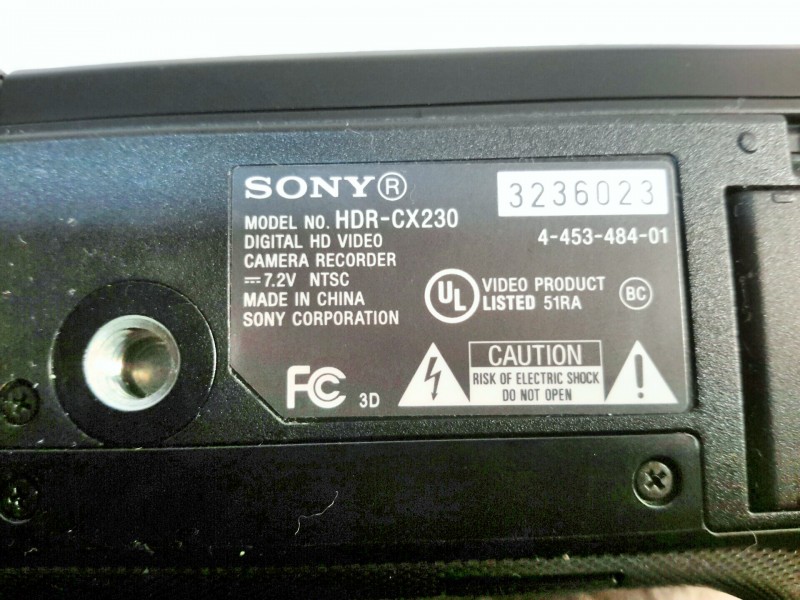 SONY®
3236023
MODEL NO. HDR-CX230
4-453-484-01
DIGITAL HD VIDEO
CAMERA RECORDER
7.2V NTSC
MADE IN CHINA
SONY CORPORATION
UL
VIDEO PRODUCT
LISTED 51RA
BC
FC 3D
CAUTION
RISK OF ELECTRIC SHOCK
DO NOT OPEN